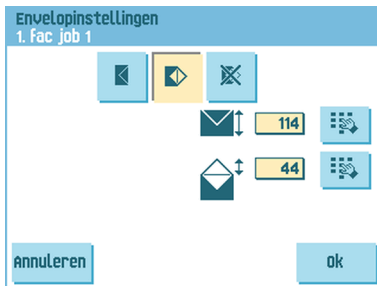 Envelopinstellingen
1. Fac job 1
114
44
Annuleren
Ok